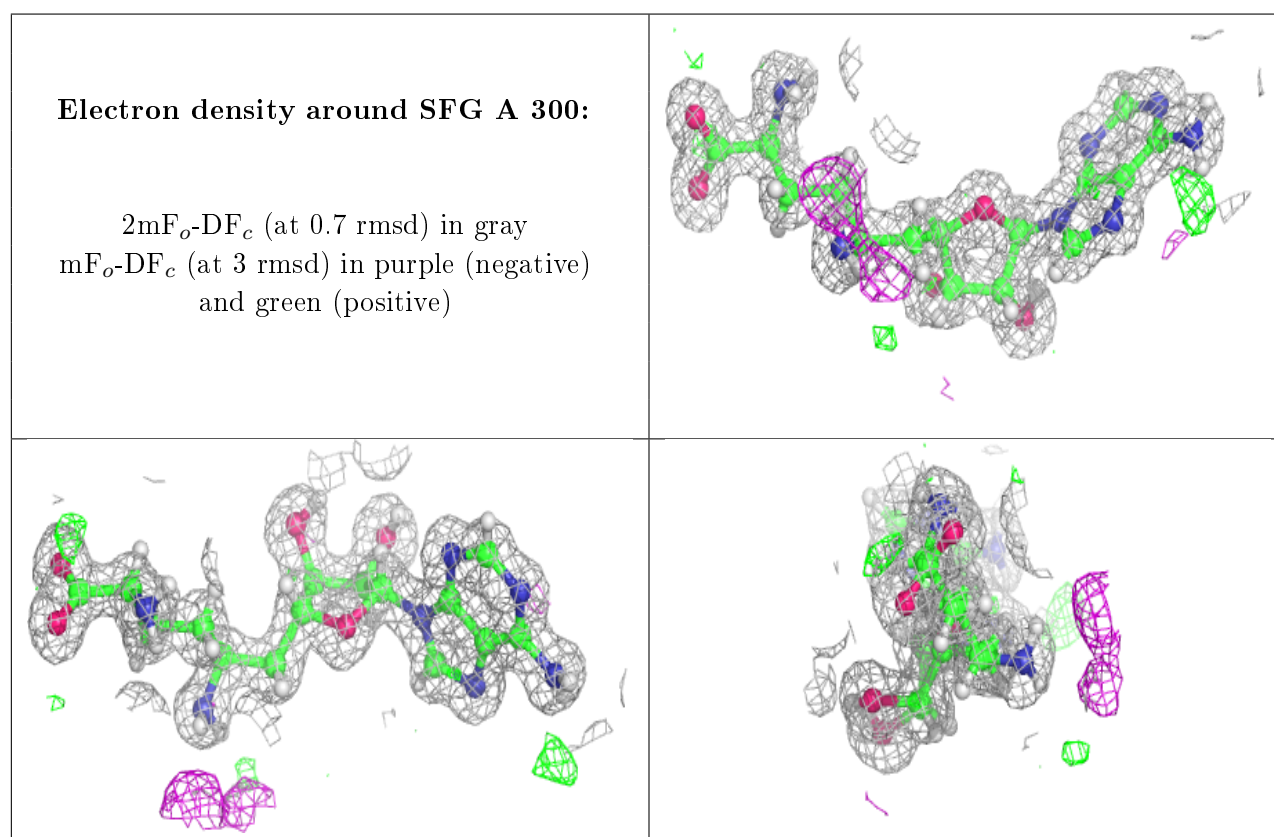 Electron density around SFG A 300:
2mFo-DFc (at 0.7 rmsd) in gray
mFo-DFc (at 3 rmsd) in purple (negative)
and green (positive)